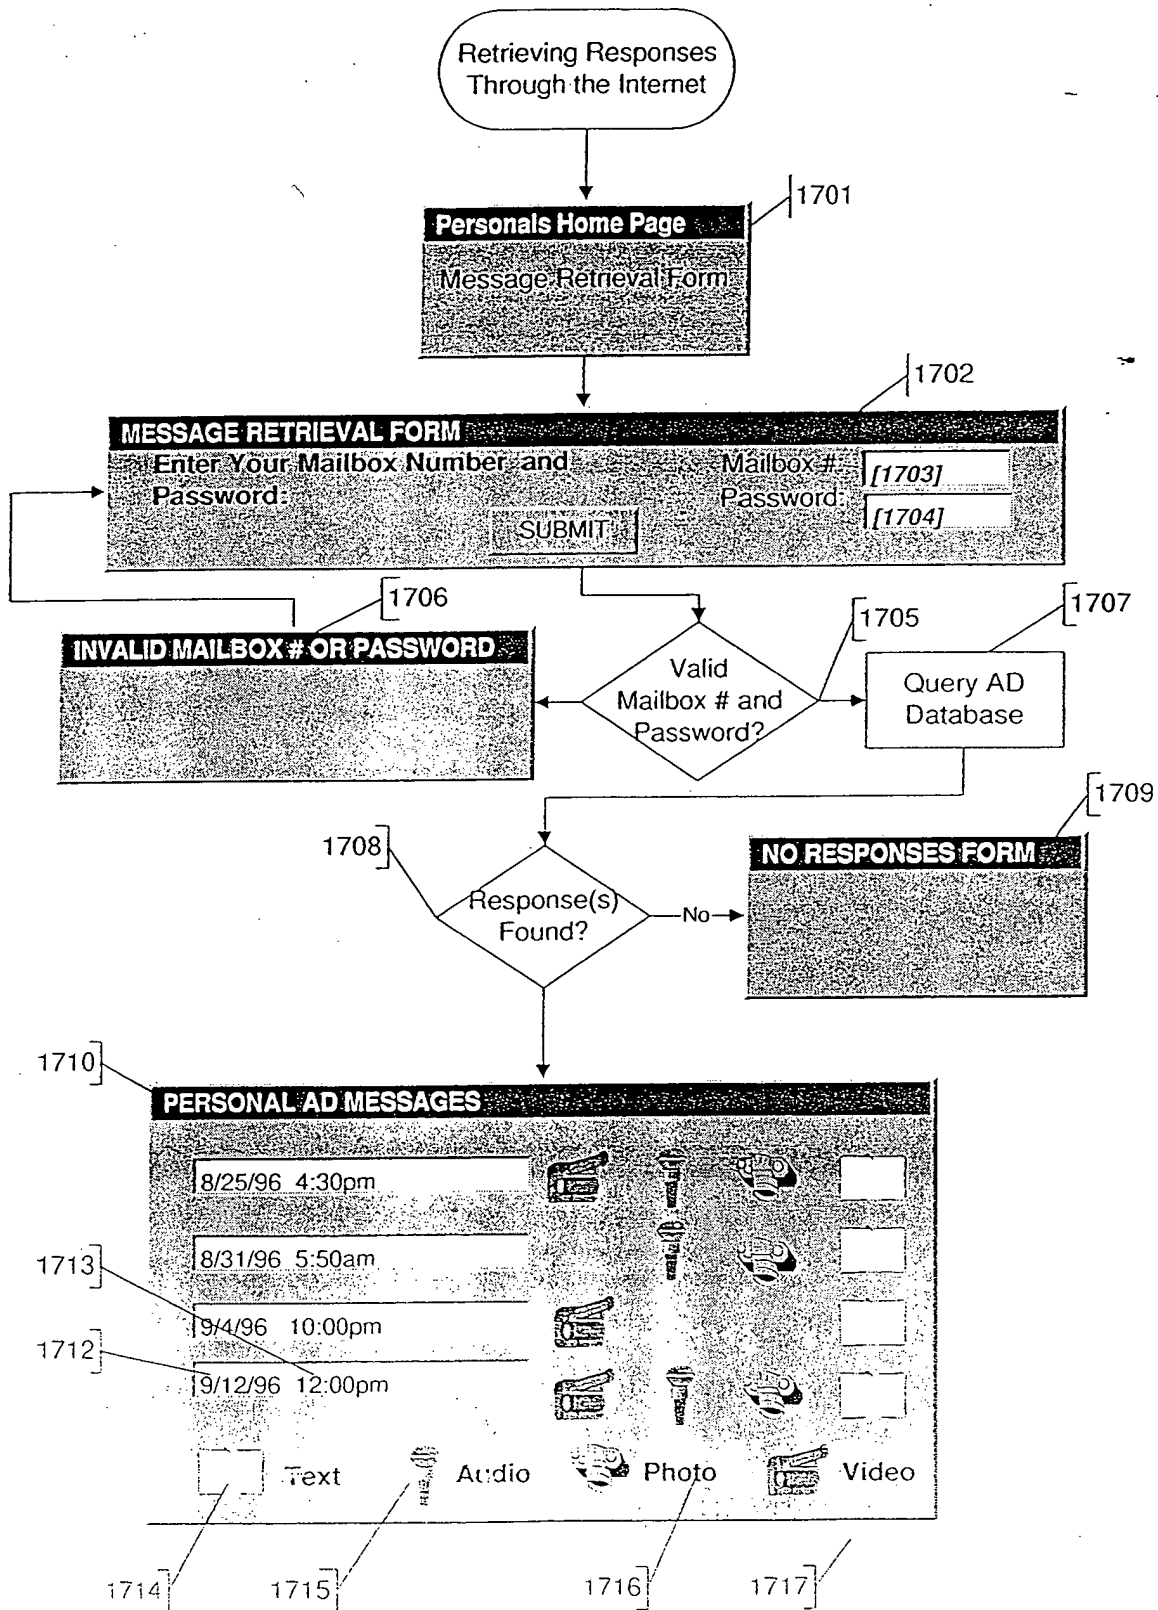 Retrieving Responses
Through the Internet
1701
Personals Home Page
Message Retrieval Form
1702
MESSAGE RETRIEVAL FORM
Enter Your Mailbox Number and
Password:
Mailbox #:
[1703]
Password:
[1704]
SUBMIT
1706
1705
1707
INVALID MAILBOX # OR PASSWORD
Valid
Mailbox # and
Password?
Query AD
Database
1709
1708
NO RESPONSES FORM
Response(s)
Found?
No
1710
PERSONAL AD MESSAGES
8/25/96 4:30pm
1713
8/31/96 5:50am
1712
9/4/96 10:00pm
9/12/96 12:00pm
Text
Audio
Photo
Video
1714
1715
1716
1717